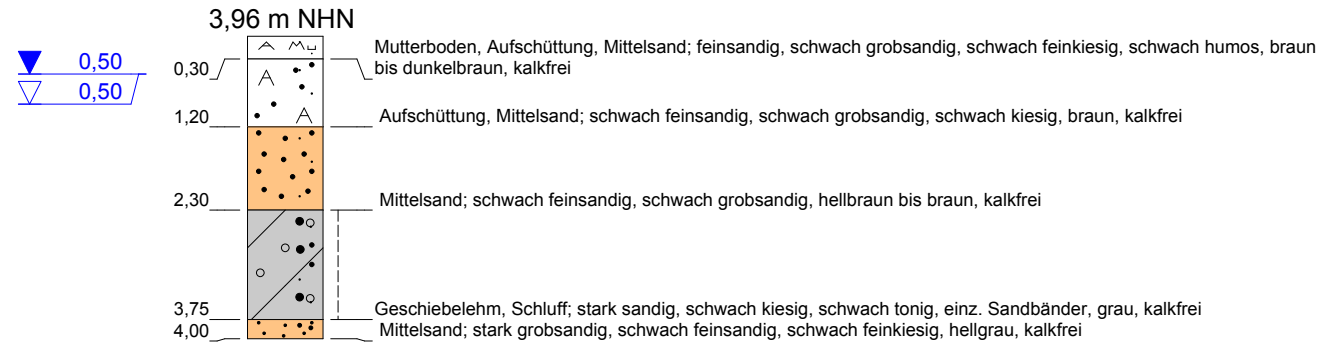 3,96 m NHN
A Mu
0,50
0,50
0,30
Mutterboden, Aufschüttung, Mittelsand; feinsandig, schwach grobsandig, schwach feinkiesig, schwach humos, braun
bis dunkelbraun, kalkfrei
A
A
1,20
Aufschüttung, Mittelsand; schwach feinsandig, schwach grobsandig, schwach kiesig, braun, kalkfrei
2,30
Mittelsand; schwach feinsandig, schwach grobsandig, hellbraun bis braun, kalkfrei
3,75
Geschiebelehm, Schluff; stark sandig, schwach kiesig, schwach tonig, einz. Sandbänder, grau, kalkfrei
4,00
Mittelsand; stark grobsandig, schwach feinsandig, schwach feinkiesig, hellgrau, kalkfrei